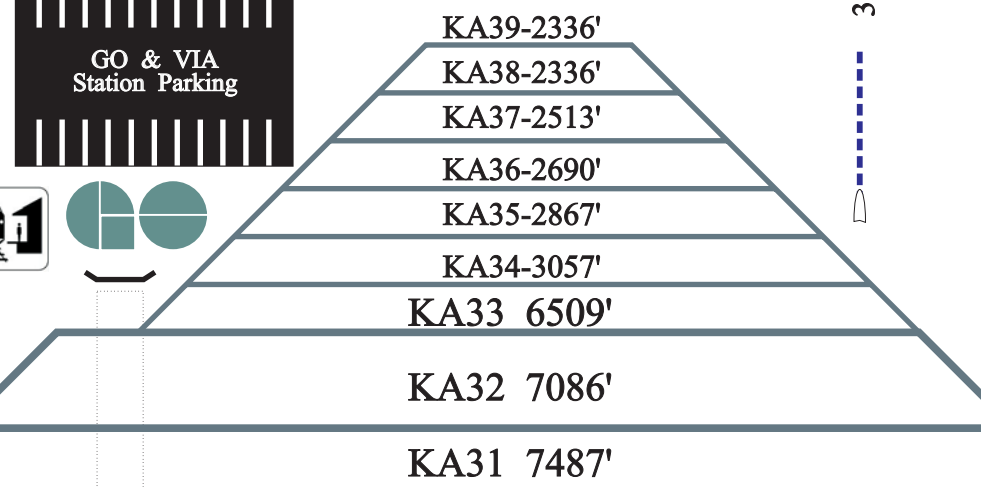 GO & VIA
Station Parking
KA39-2336'
KA38-2336'
KA37-2513'
KA36-2690'
KA35-2867'
KA34-3057'
KA33 6509'
KA32 7086'
KA31 7487'
3